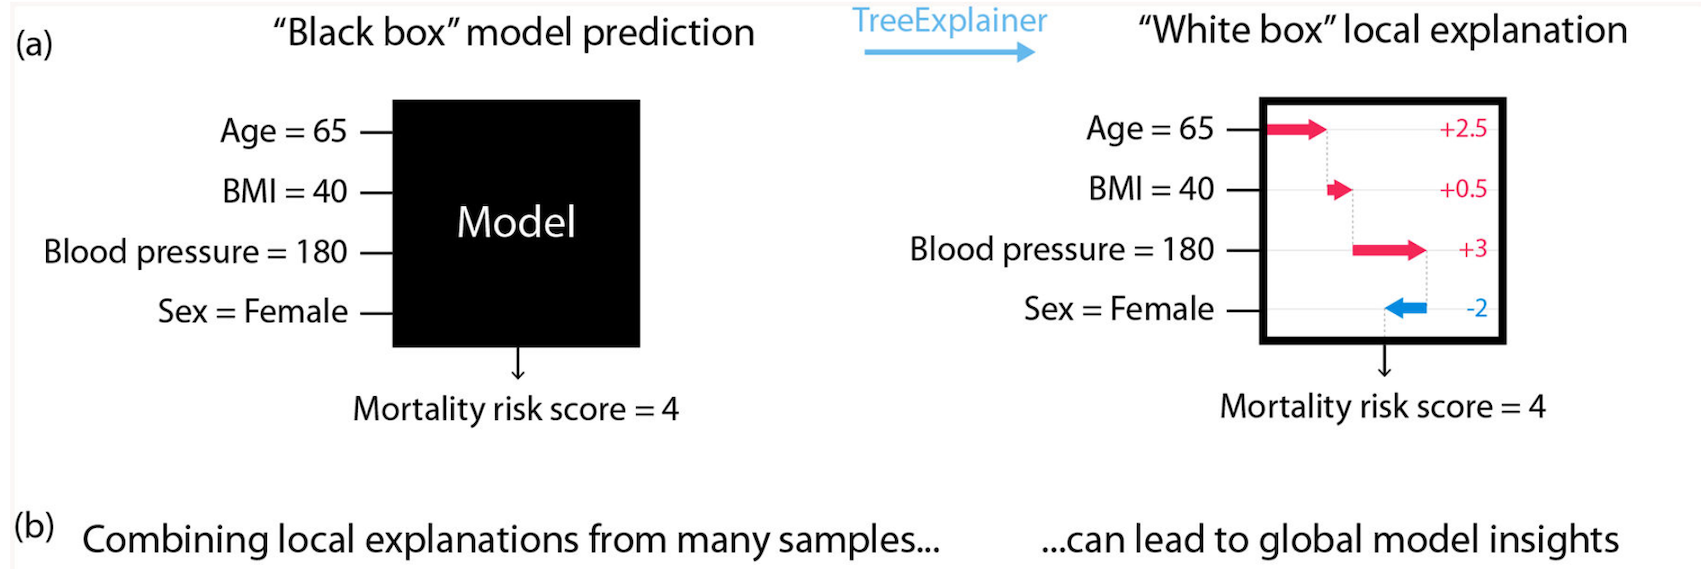 (a)
“Black box” model prediction
TreeExplainer
“White box” local explanation
Age = 65
BMI = 40
Blood pressure = 180
Sex = Female
Model
Mortality risk score = 4
Age = 65
+2.5
BMI = 40
+0.5
Blood pressure = 180
+3
Sex = Female
-2
Mortality risk score = 4
(b)
Combining local explanations from many samples...
...can lead to global model insights